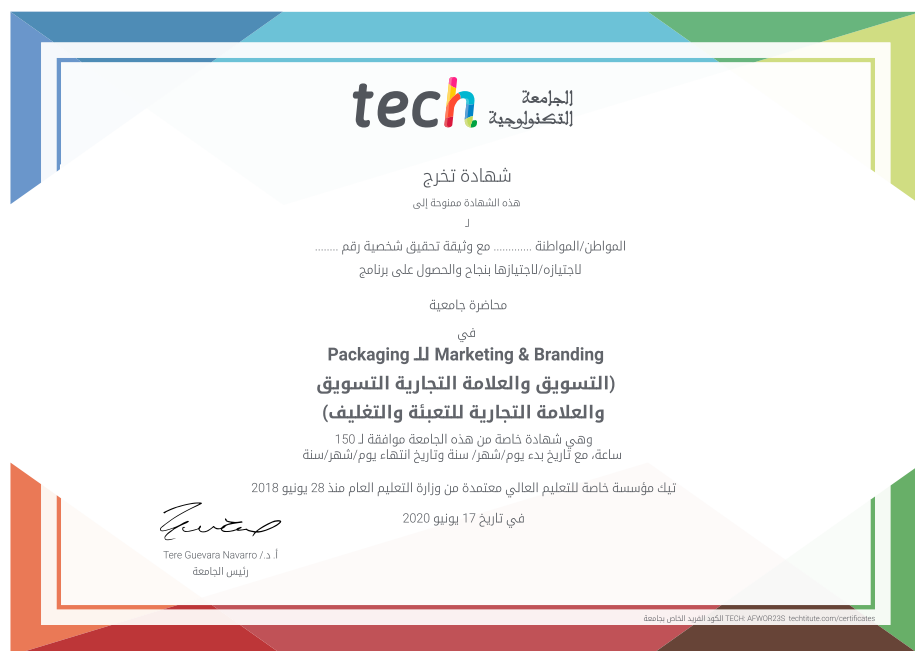 tech الجامعة
التكنولوجية
شهادة تخرج
هذه الشهادة ممنوحة إلى
لـ
المواطن/المواطنة ............. مع وثيقة تحقيق شخصية رقم ........
لاجتيازه/لاجتيازها بنجاح والحصول على برنامج
محاضرة جامعية
في
Marketing & Branding للـ Packaging
(التسويق والعلامة التجارية التسويق
والعلامة التجارية للتعبئة والتغليف)
وهي شهادة خاصة من هذه الجامعة موافقة لـ 150
ساعة، مع تاريخ بدء يوم/شهر/ سنة وتاريخ انتهاء يوم/شهر/سنة
تيك مؤسسة خاصة للتعليم العالي معتمدة من وزارة التعليم العام منذ 28 يونيو 2018
في تاريخ 17 يونيو 2020
أ. د./ Tere Guevara Navarro
رئيس الجامعة
الكود الفريد الخاص بجامعة TECH: AFWOR23S techtitute.com/certificates